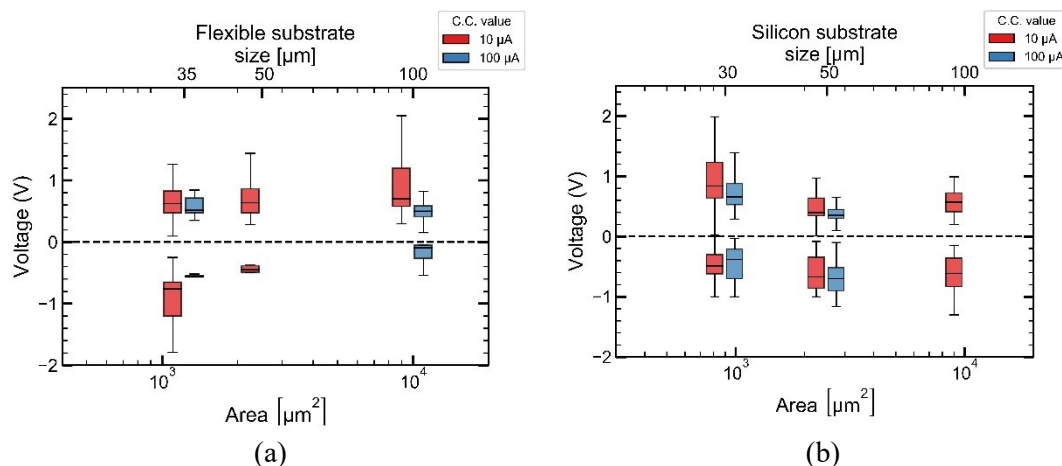 Flexible substrate
size [µm]
C.C. value
10 µA
100 µA
35
50
100
Voltage (V)
2
1
0
−1
−2
10³
10⁴
Area [µm²]
(a)
Silicon substrate
size [µm]
C.C. value
10 µA
100 µA
30
50
100
Voltage (V)
2
1
0
−1
−2
10³
10⁴
Area [µm²]
(b)